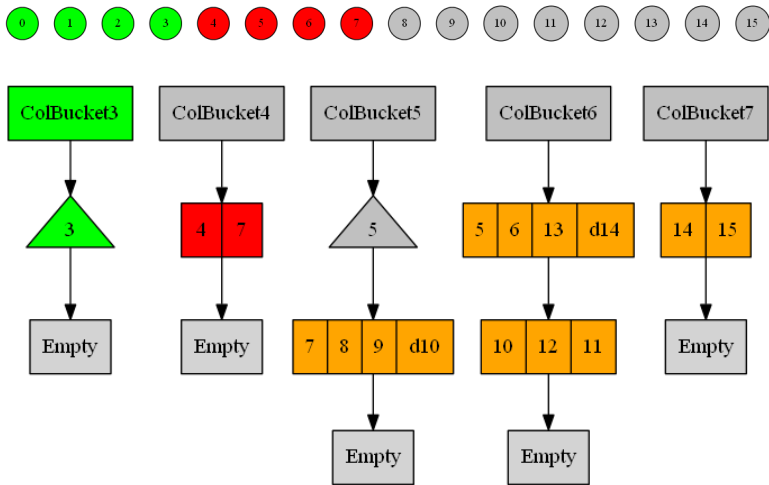 0 1 2 3 4 5 6 7 8 9 10 11 12 13 14 15
ColBucket3 ColBucket4 ColBucket5 ColBucket6 ColBucket7
3 4 7 5 5 6 13 d14 14 15
Empty Empty 7 8 9 d10 10 12 11 Empty
Empty Empty